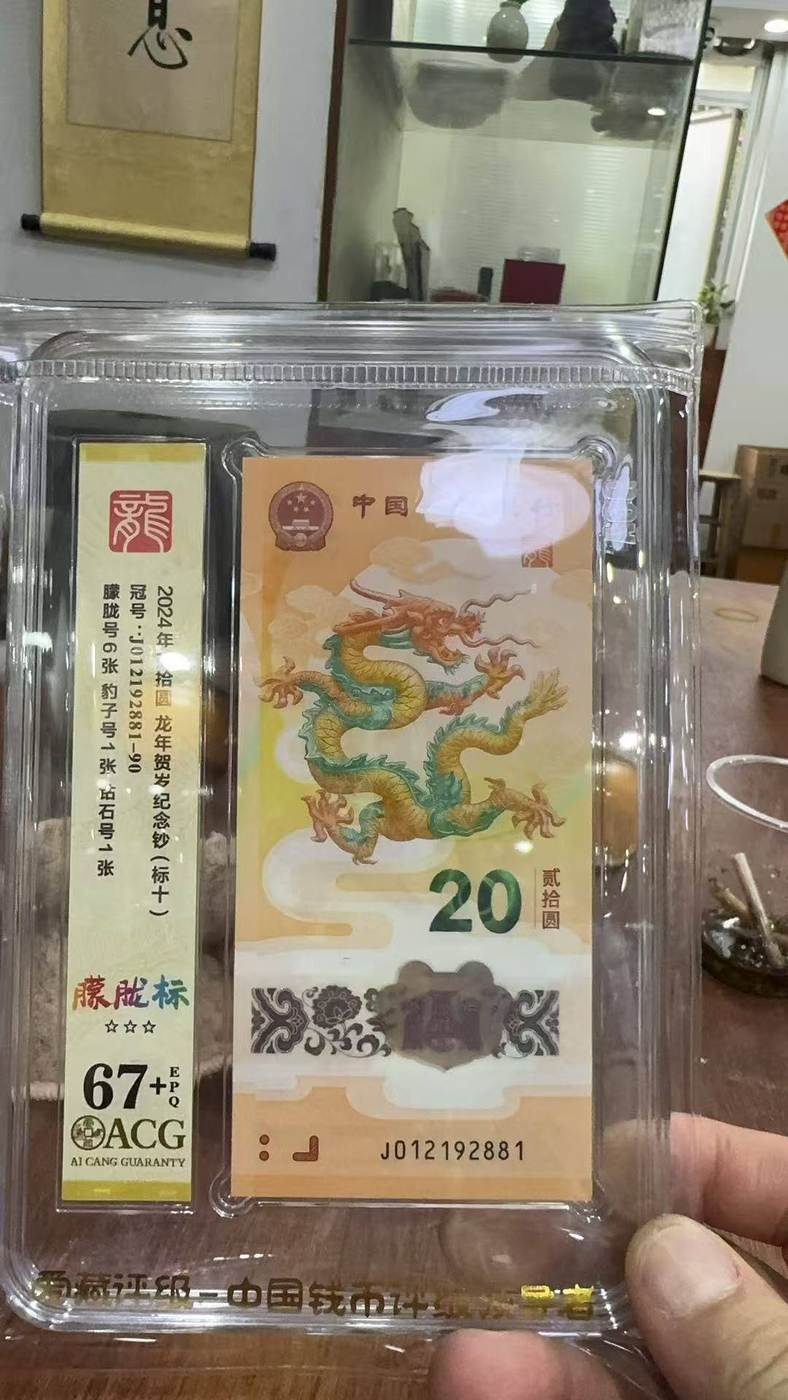 息
龍
2024年 拾圆 龙年贺岁纪念钞(标十)
冠号:J012192881-90
朦胧号6张 豹子号1张 钻石号1张
朦胧标
☆☆☆
67+EPQ
ACG
AI CANG GUARANTY
中国
龍
20
贰拾圆
J012192881
爱藏评级-中国钱币评级领导者